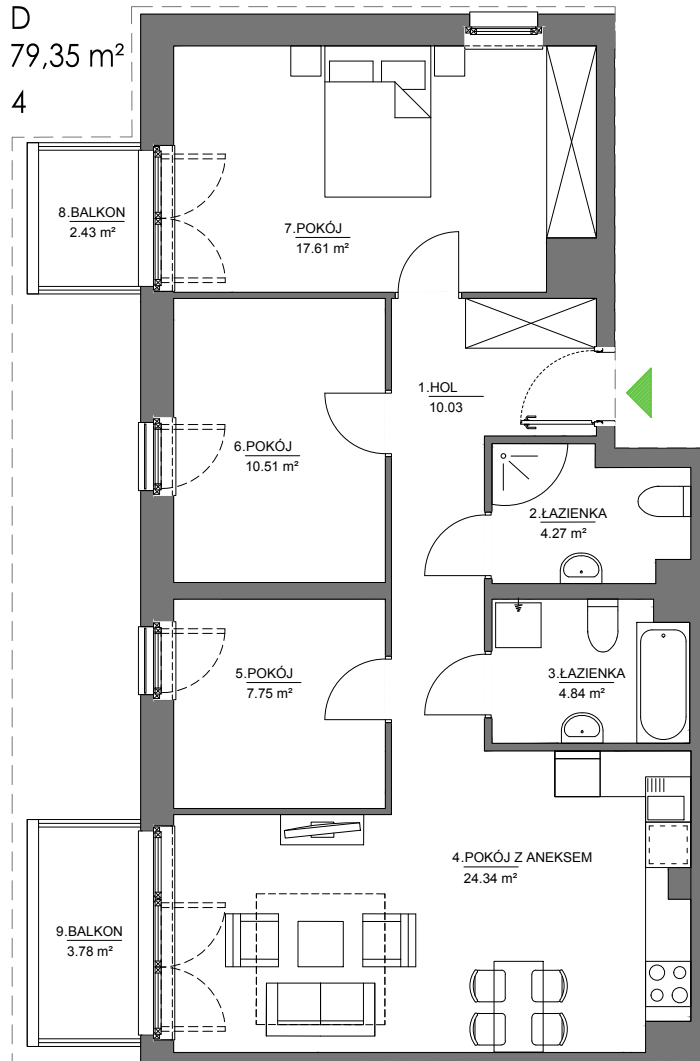 D
79,35 m²
4
8.BALKON
2.43 m²
7.POKÓJ
17.61 m²
1.HOL
10.03
6.POKÓJ
10.51 m²
2.ŁAZIENKA
4.27 m²
5.POKÓJ
7.75 m²
3.ŁAZIENKA
4.84 m²
4.POKÓJ Z ANEKSEM
24.34 m²
9.BALKON
3.78 m²